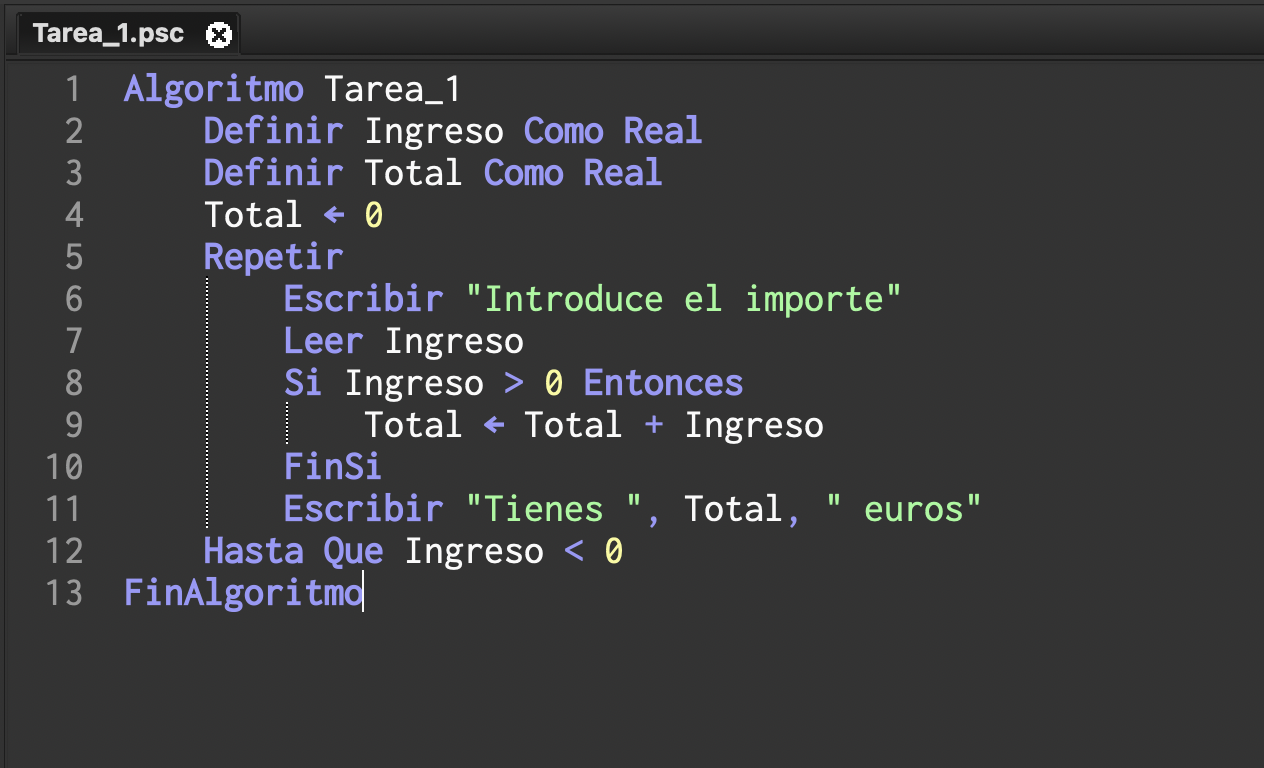 Tarea_1.psc
1 Algoritmo Tarea_1
2 Definir Ingreso Como Real
3 Definir Total Como Real
4 Total ← 0
5 Repetir
6 Escribir "Introduce el importe"
7 Leer Ingreso
8 Si Ingreso > 0 Entonces
9 Total ← Total + Ingreso
10 FinSi
11 Escribir "Tienes ", Total, " euros"
12 Hasta Que Ingreso < 0
13 FinAlgoritmo